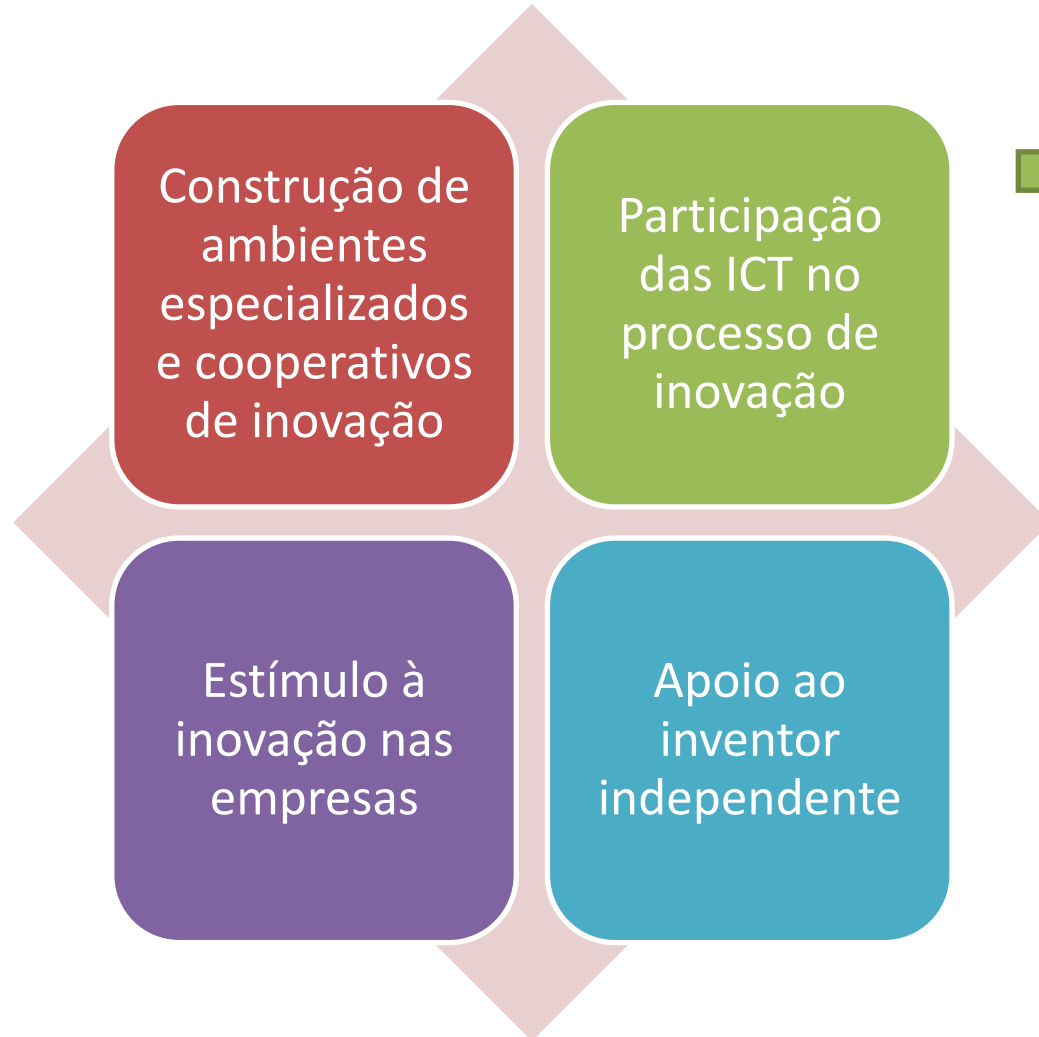 Construção de
ambientes
especializados
e cooperativos
de inovação
Participação
das ICT no
processo de
inovação
Estímulo à
inovação nas
empresas
Apoio ao
inventor
independente